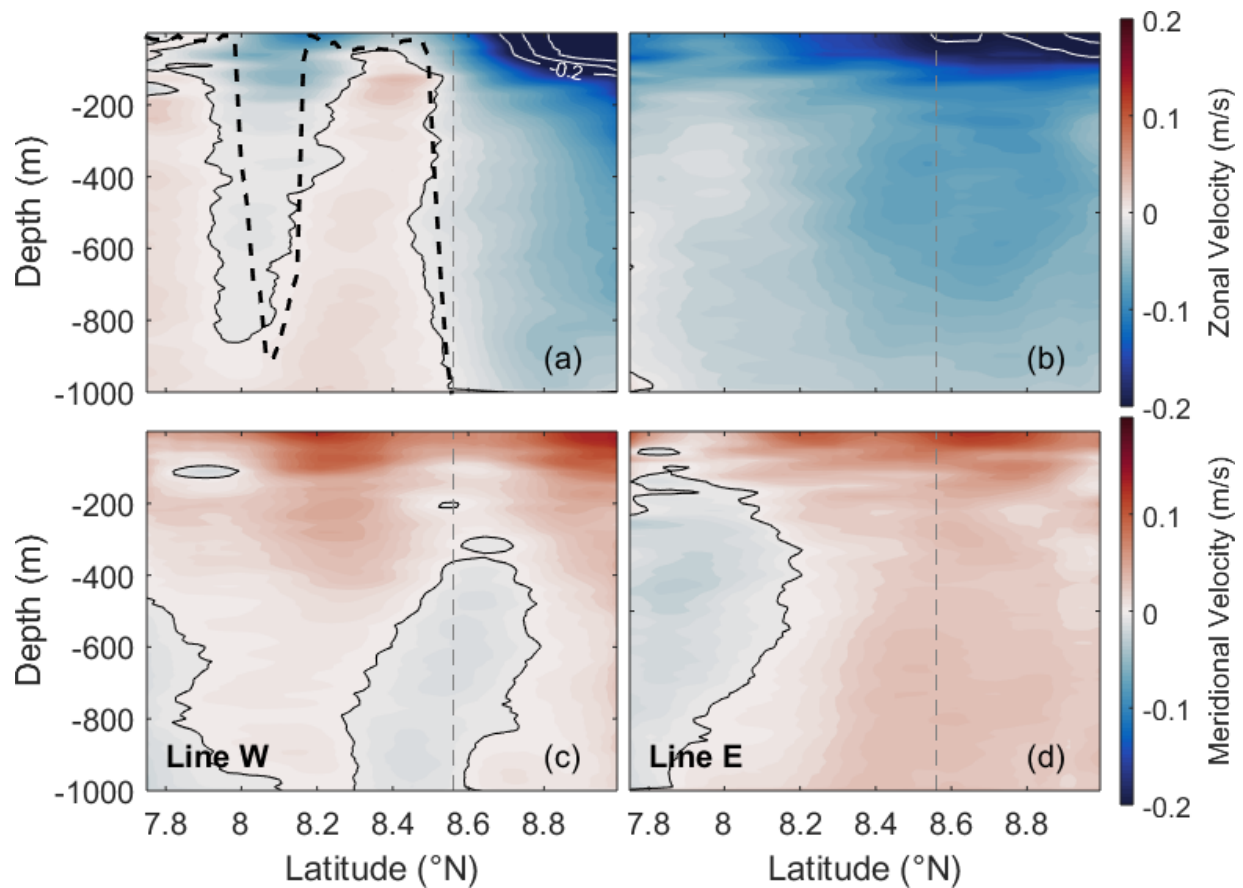 -0.2
(a)
(b)
Depth (m)
-200
-400
-600
-800
-1000
0.2
0.1
0
-0.1
-0.2
Zonal Velocity (m/s)
Line W
(c)
Line E
(d)
Depth (m)
-200
-400
-600
-800
-1000
0.1
0
-0.1
-0.2
Meridional Velocity (m/s)
7.8 8 8.2 8.4 8.6 8.8
7.8 8 8.2 8.4 8.6 8.8
Latitude (°N)
Latitude (°N)